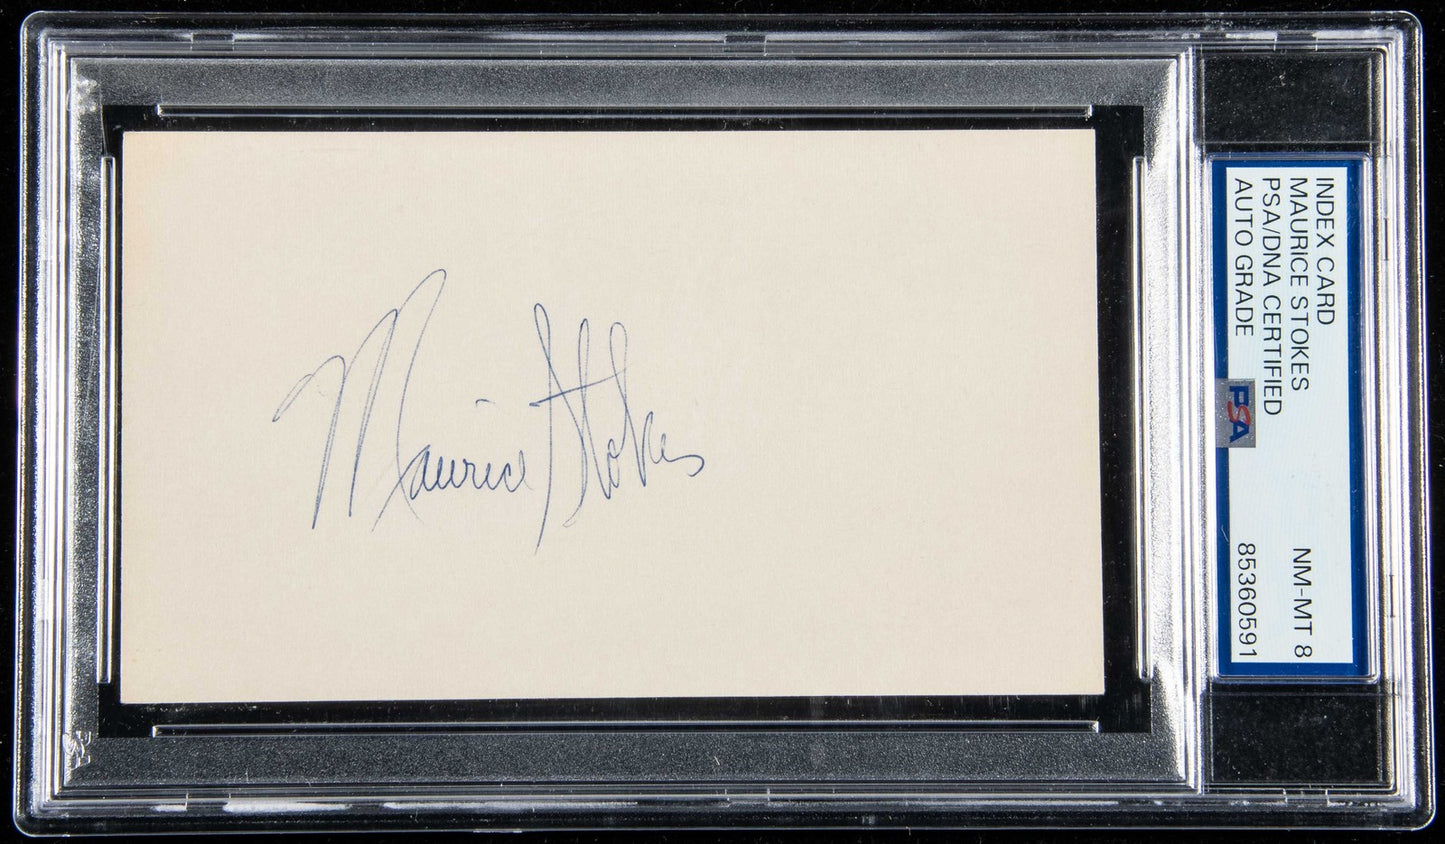 Maurice Stokes
INDEX CARD
MAURICE STOKES
NM-MT 8
PSA/DNA CERTIFIED
AUTO GRADE
85360591
PSA